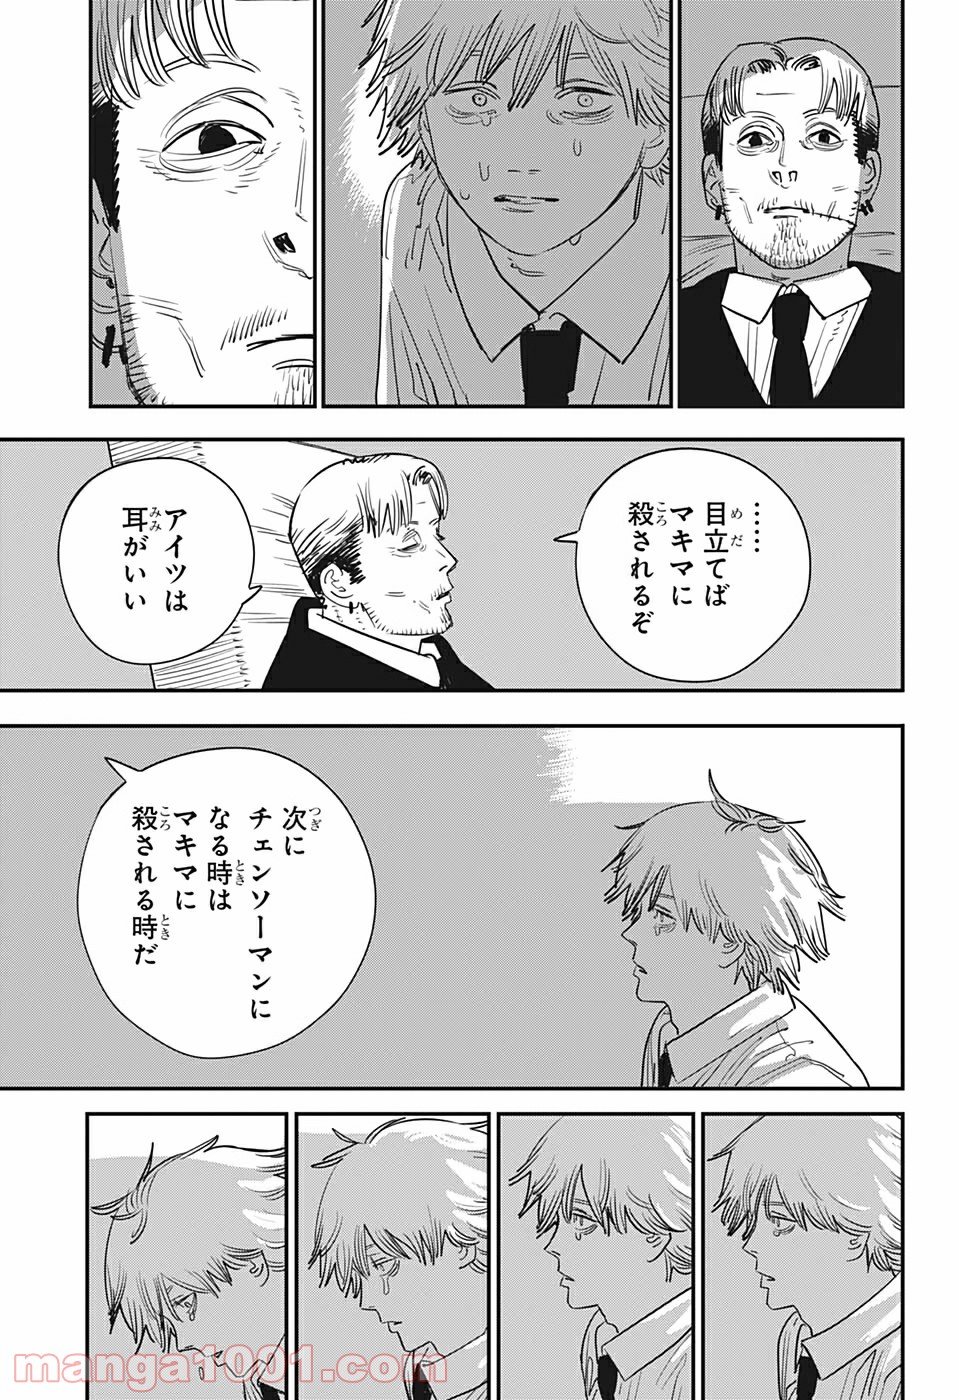 ……
目立てば
マキマに
殺されるぞ
アイツは
耳がいい
次に
チェンソーマンに
なる時は
マキマに
殺される時だ
manga1001.com